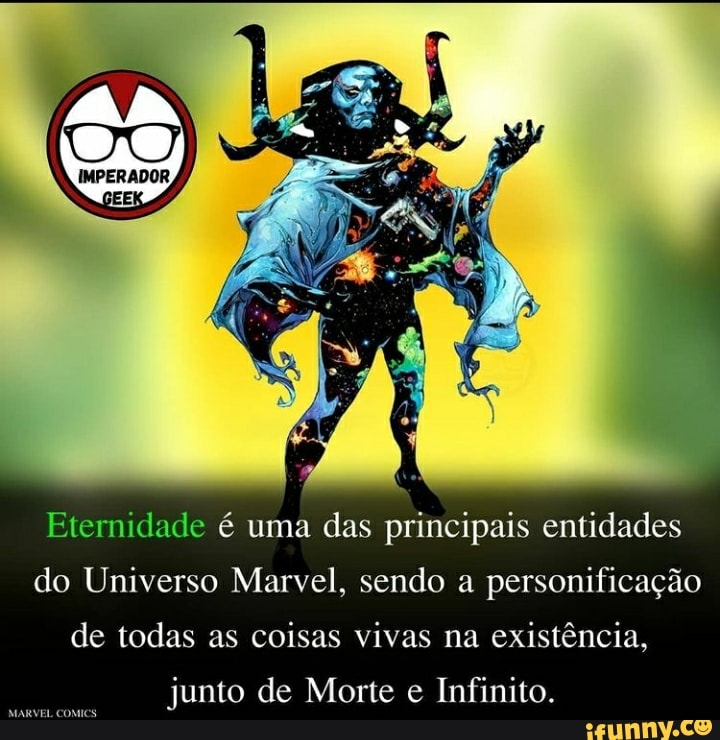 IMPERADOR
GEEK
Eternidade é uma das principais entidades
do Universo Marvel, sendo a personificação
de todas as coisas vivas na existência,
junto de Morte e Infinito.
MARVEL COMICS
ifunny.co